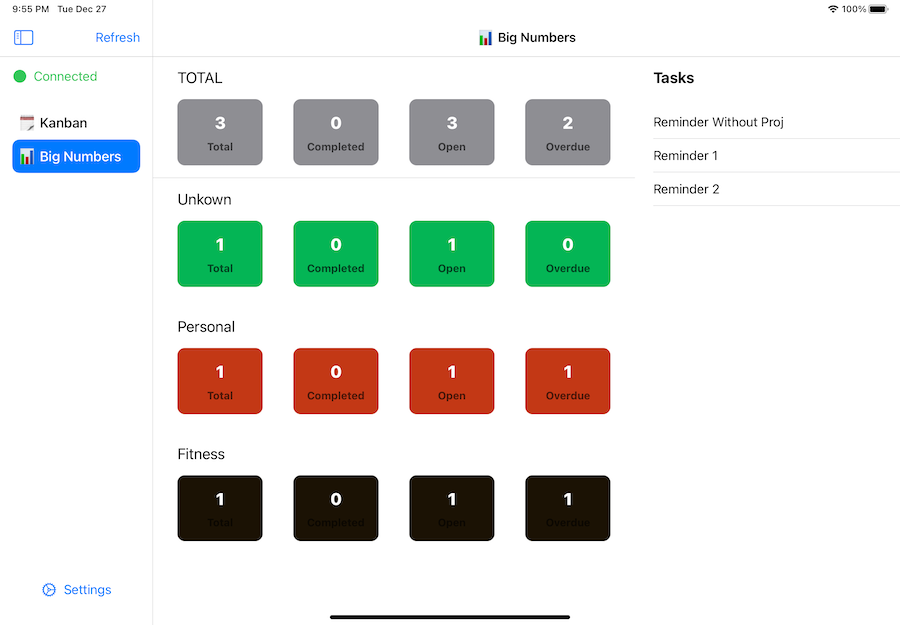 9:55 PM Tue Dec 27
100%
Refresh
Big Numbers
Connected
Kanban
Big Numbers
Settings
TOTAL
3 0 3 2
Total Completed Open Overdue
Unkown
1 0 1 0
Total Completed Open Overdue
Personal
1 0 1 1
Total Completed Open Overdue
Fitness
1 0 1 1
Total Completed Open Overdue
Tasks
Reminder Without Proj
Reminder 1
Reminder 2